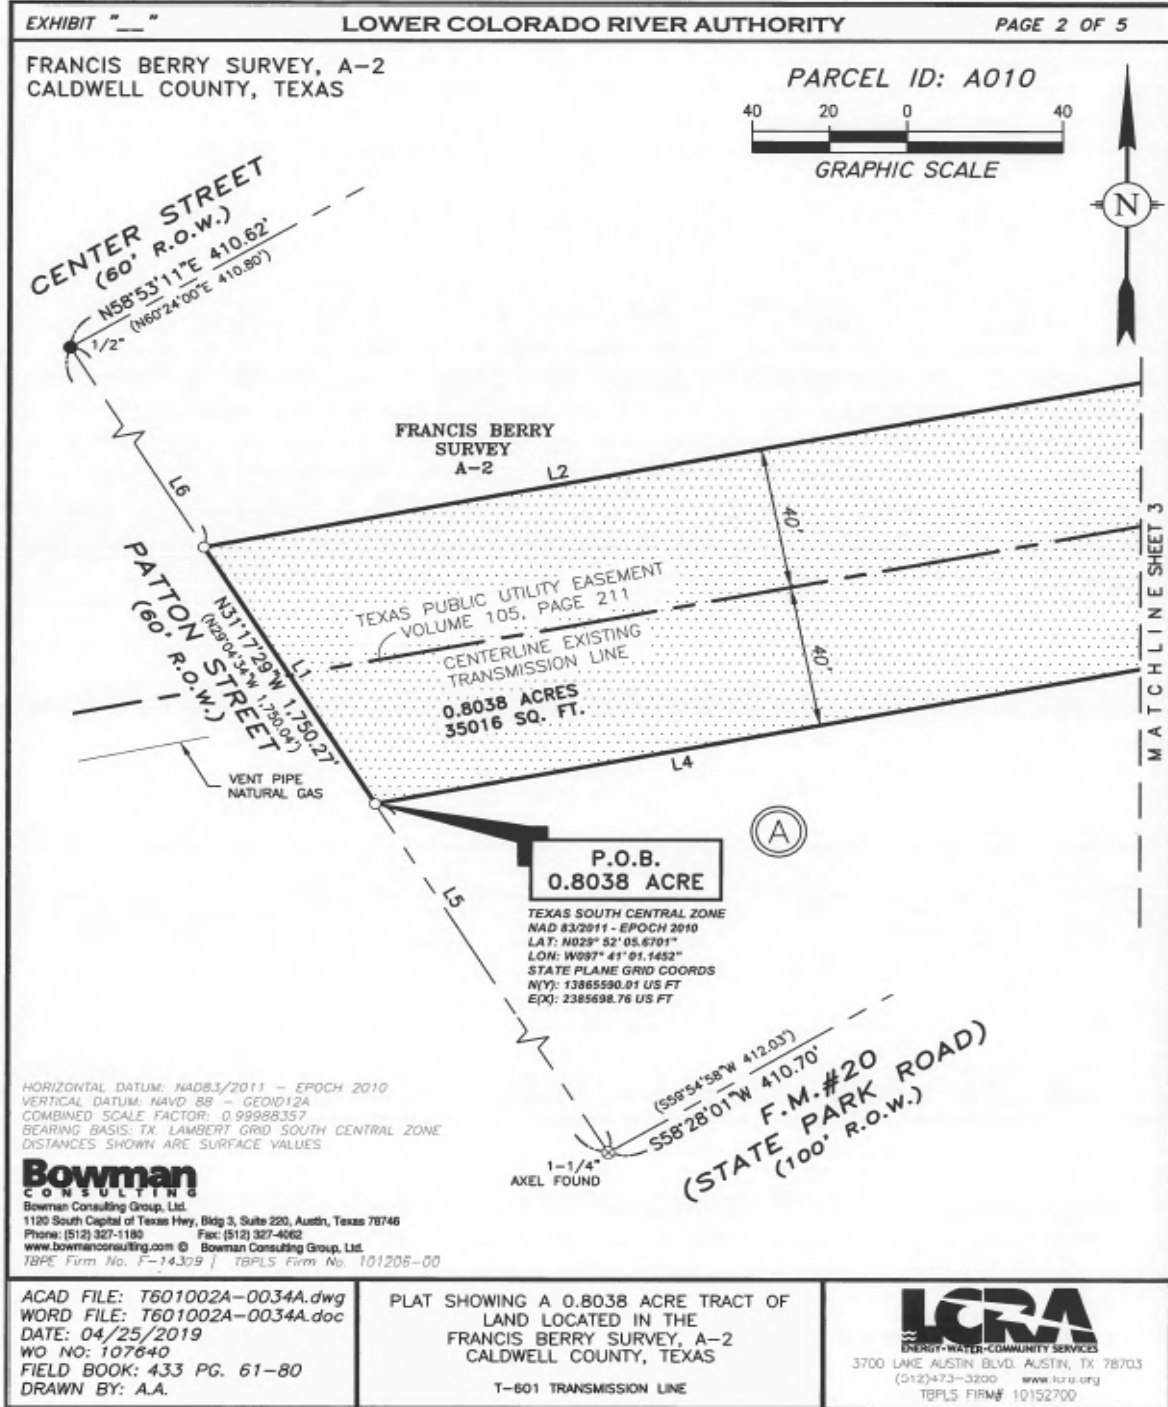 EXHIBIT "__"
LOWER COLORADO RIVER AUTHORITY
PAGE 2 OF 5
FRANCIS BERRY SURVEY, A-2
CALDWELL COUNTY, TEXAS
PARCEL ID: A010
40 20 0 40
GRAPHIC SCALE
N
CENTER STREET
(60' R.O.W.)
N58°53'11"E 410.62'
(N60°24'00"E 410.80')
1/2"
FRANCIS BERRY
SURVEY
A-2
L2
L6
40'
MATCHLINE SHEET 3
PATTON STREET
(60' R.O.W.)
N31°17'29"W 1,750.27'
(N29°04'34"W 1,750.04')
L1
TEXAS PUBLIC UTILITY EASEMENT
VOLUME 105, PAGE 211
CENTERLINE EXISTING
TRANSMISSION LINE
40'
0.8038 ACRES
35016 SQ. FT.
L4
VENT PIPE
NATURAL GAS
A
P.O.B.
0.8038 ACRE
L5
TEXAS SOUTH CENTRAL ZONE
NAD 83/2011 - EPOCH 2010
LAT: N029° 52' 05.6701"
LON: W097° 41' 01.1452"
STATE PLANE GRID COORDS
N(Y): 13865590.01 US FT
E(X): 2385698.76 US FT
(S59°54'58"W 412.03')
S58°28'01"W 410.70'
F.M.#20
(STATE PARK ROAD)
(100' R.O.W.)
1-1/4"
AXEL FOUND
HORIZONTAL DATUM: NAD83/2011 - EPOCH 2010
VERTICAL DATUM: NAVD 88 - GEOID12A
COMBINED SCALE FACTOR: 0.99988357
BEARING BASIS: TX. LAMBERT GRID SOUTH CENTRAL ZONE
DISTANCES SHOWN ARE SURFACE VALUES
Bowman
CONSULTING
Bowman Consulting Group, Ltd.
1120 South Capital of Texas Hwy, Bldg 3, Suite 220, Austin, Texas 78746
Phone: (512) 327-1180 Fax: (512) 327-4062
www.bowmanconsulting.com © Bowman Consulting Group, Ltd.
TBPE Firm No. F-14309 | TBPLS Firm No. 101206-00
ACAD FILE: T601002A-0034A.dwg
WORD FILE: T601002A-0034A.doc
DATE: 04/25/2019
WO NO: 107640
FIELD BOOK: 433 PG. 61-80
DRAWN BY: A.A.
PLAT SHOWING A 0.8038 ACRE TRACT OF
LAND LOCATED IN THE
FRANCIS BERRY SURVEY, A-2
CALDWELL COUNTY, TEXAS
T-601 TRANSMISSION LINE
LCRA
ENERGY•WATER•COMMUNITY SERVICES
3700 LAKE AUSTIN BLVD. AUSTIN, TX 78703
(512)473-3200 www.lcra.org
TBPLS FIRM# 10152700